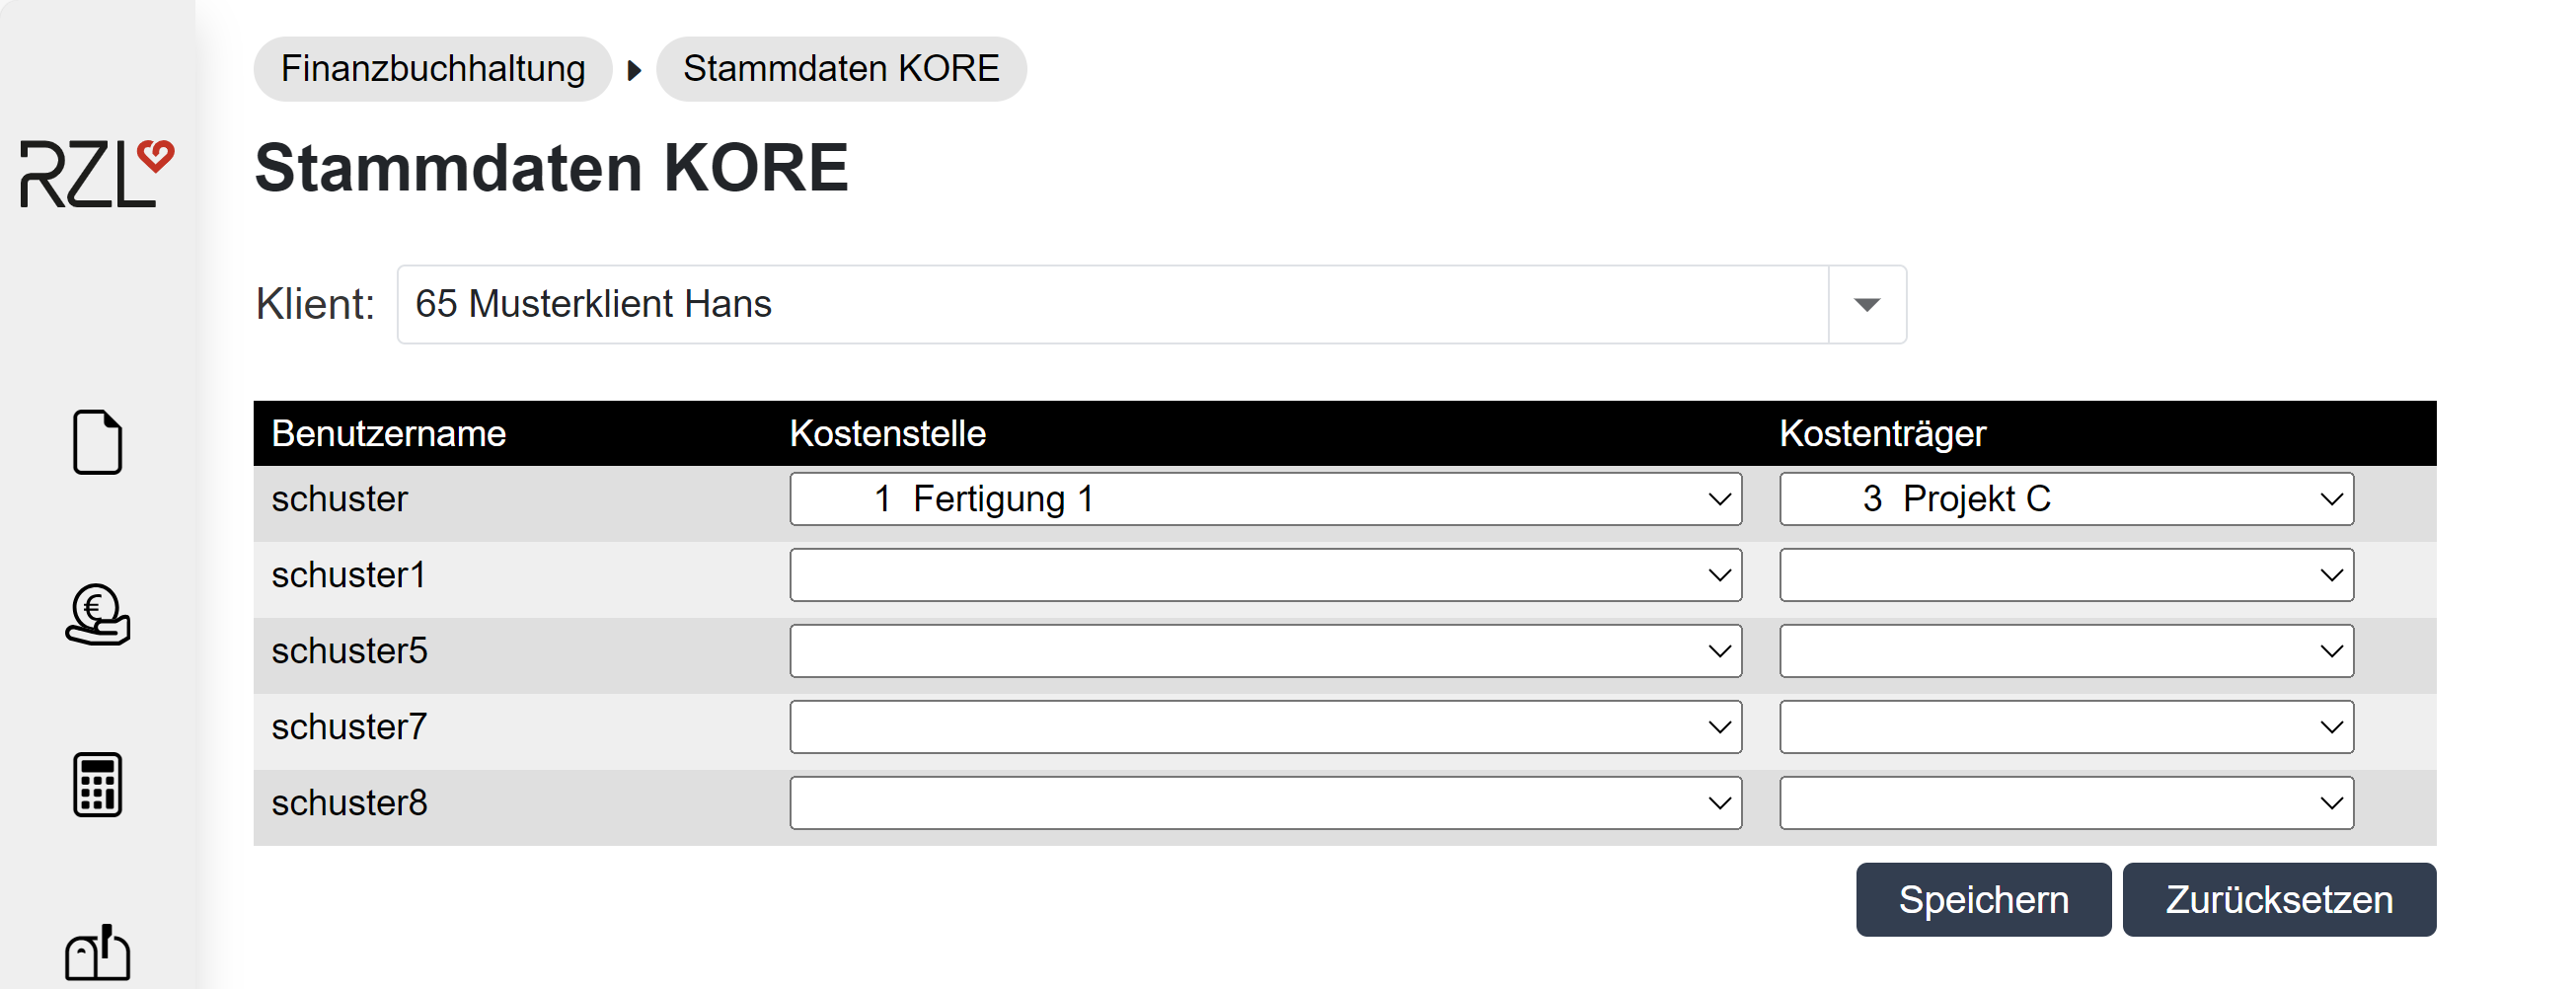 Finanzbuchhaltung Stammdaten KORE
RZL
Stammdaten KORE
Klient: 65 Musterklient Hans
Benutzername Kostenstelle Kostenträger
schuster 1 Fertigung 1 3 Projekt C
schuster1
€
schuster5
schuster7
schuster8
Speichern Zurücksetzen